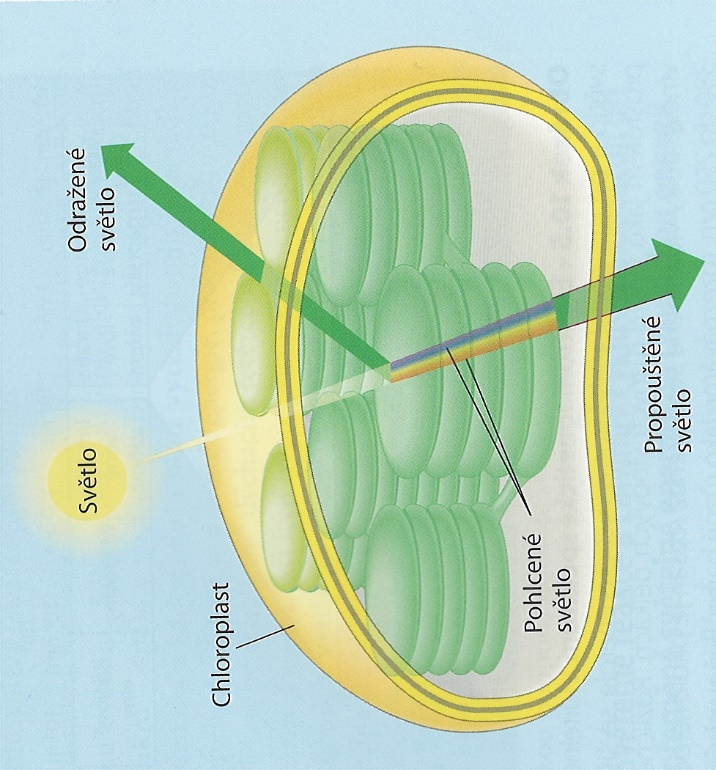 Světlo
Odražené
světlo
Chloroplast
Pohlcené
světlo
Propouštěné
světlo